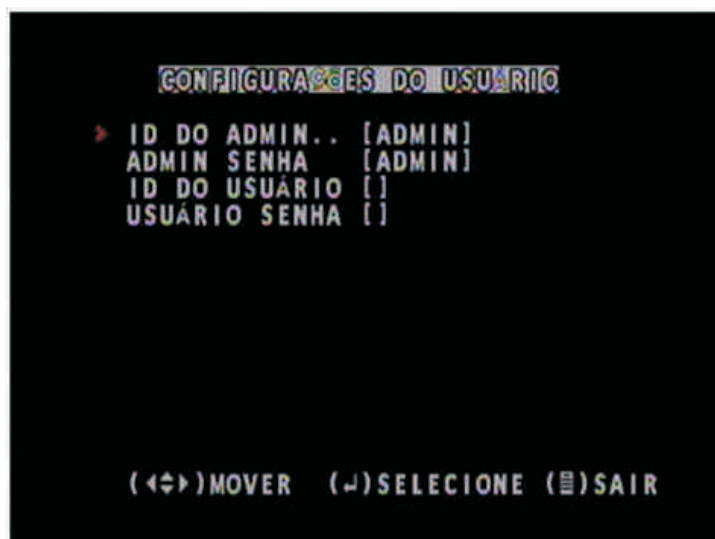 CONFIGURAÇÕES DO USUÁRIO
> ID DO ADMIN.. [ADMIN]
ADMIN SENHA [ADMIN]
ID DO USUÁRIO []
USUÁRIO SENHA []
(◀♦▶)MOVER (↵)SELECIONE (≣)SAIR